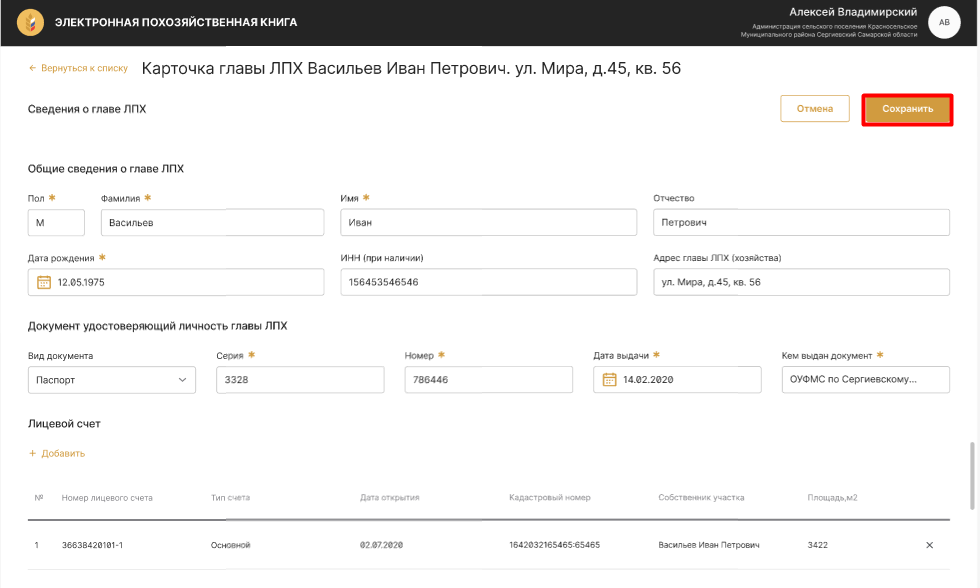 ЭЛЕКТРОННАЯ ПОХОЗЯЙСТВЕННАЯ КНИГА
Алексей Владимирский
Администрация сельского поселения Красносельское
Муниципального района Сергиевский Самарской области
АВ
← Вернуться к списку Карточка главы ЛПХ Васильев Иван Петрович. ул. Мира, д.45, кв. 56
Сведения о главе ЛПХ Отмена Сохранить
Общие сведения о главе ЛПХ
Пол * Фамилия * Имя * Отчество
М Васильев Иван Петрович
Дата рождения * ИНН (при наличии) Адрес главы ЛПХ (хозяйства)
12.05.1975 156453546546 ул. Мира, д.45, кв. 56
Документ удостоверяющий личность главы ЛПХ
Вид документа Серия * Номер * Дата выдачи * Кем выдан документ *
Паспорт 3328 786446 14.02.2020 ОУФМС по Сергиевскому...
Лицевой счет
+ Добавить
№ Номер лицевого счета Тип счета Дата открытия Кадастровый номер Собственник участка Площадь,м2
1 36638420101-1 Основной 02.07.2020 1642032165465:65465 Васильев Иван Петрович 3422